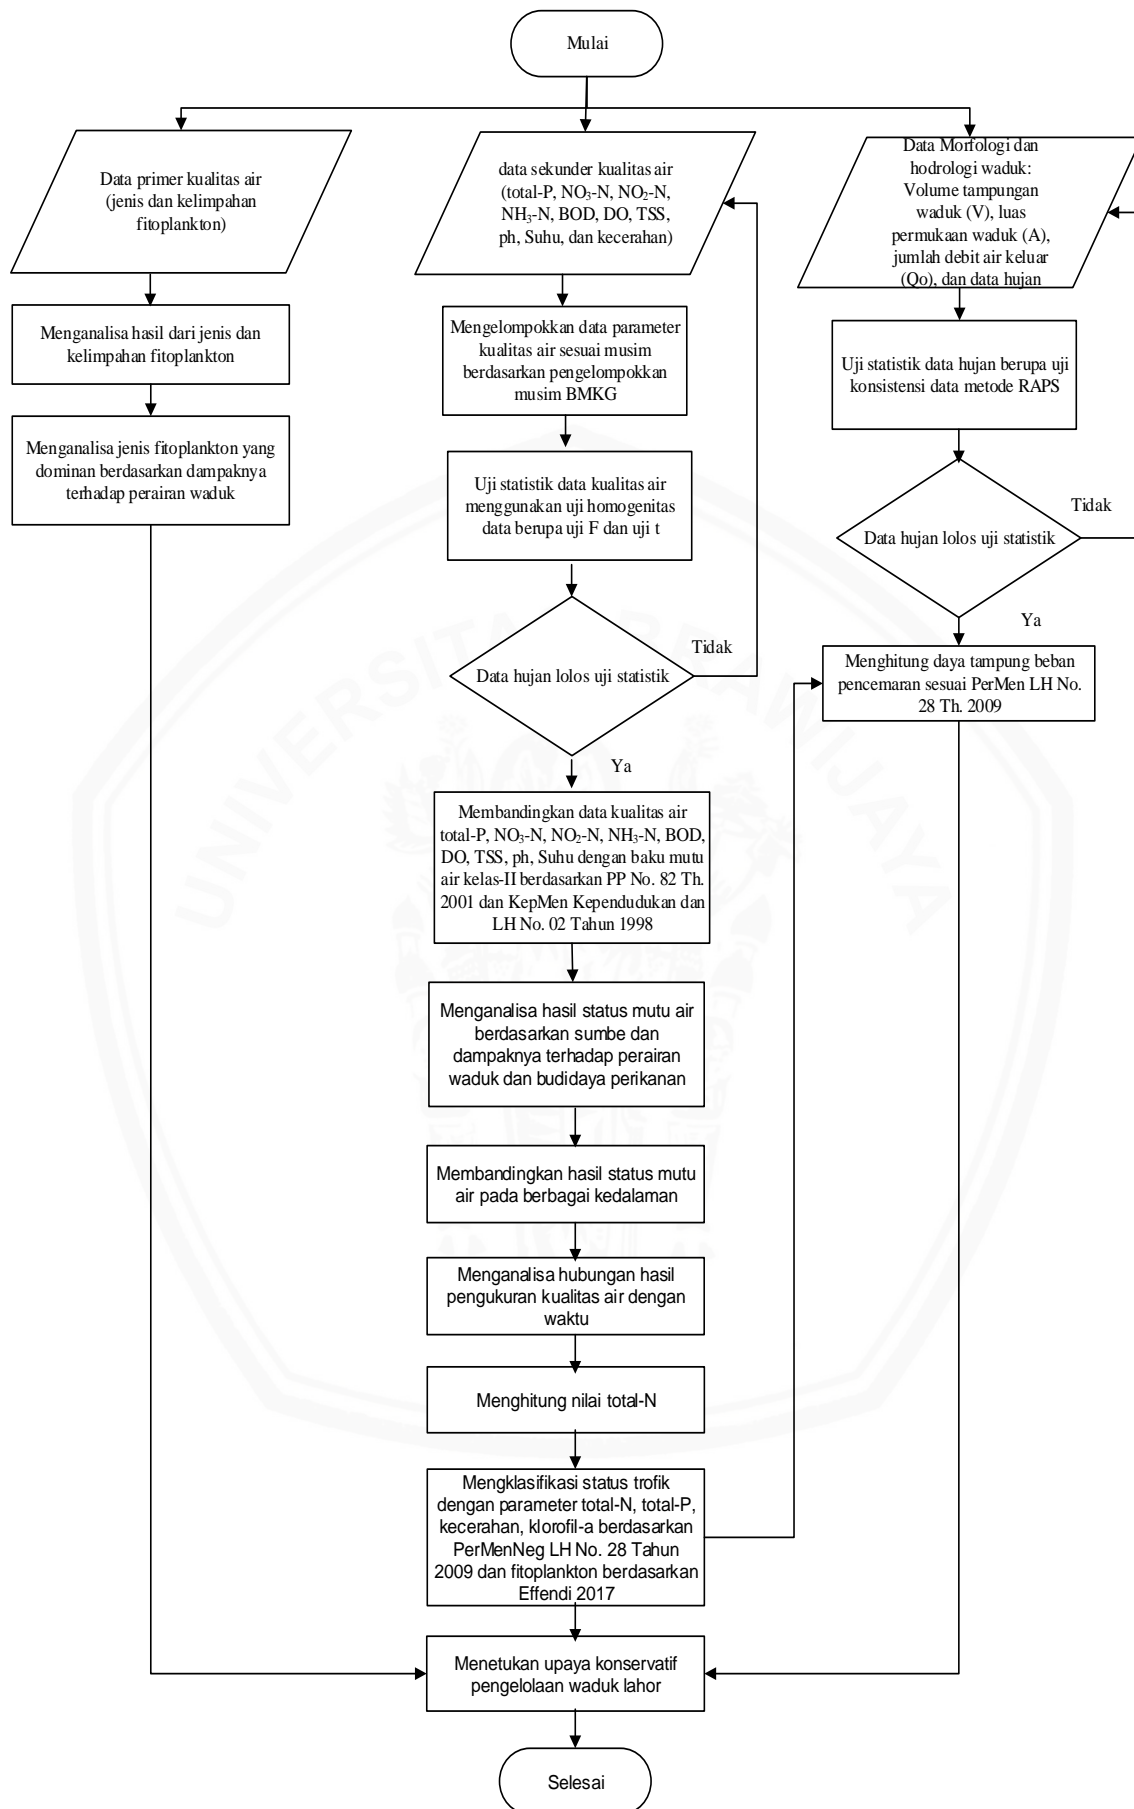 Mulai
Data primer kualitas air
(jenis dan kelimpahan
fitoplankton)
Menganalisa hasil dari jenis dan
kelimpahan fitoplankton
Menganalisa jenis fitoplankton yang
dominan berdasarkan dampaknya
terhadap perairan waduk
data sekunder kualitas air
(total-P, NO₃-N, NO₂-N,
NH₃-N, BOD, DO, TSS,
ph, Suhu, dan kecerahan)
Mengelompokkan data parameter
kualitas air sesuai musim
berdasarkan pengelompokkan
musim BMKG
Uji statistik data kualitas air
menggunakan uji homogenitas
data berupa uji F dan uji t
Data hujan lolos uji statistik
Tidak
Ya
Membandingkan data kualitas air
total-P, NO₃-N, NO₂-N, NH₃-N, BOD,
DO, TSS, ph, Suhu dengan baku mutu
air kelas-II berdasarkan PP No. 82 Th.
2001 dan KepMen Kependudukan dan
LH No. 02 Tahun 1998
Menganalisa hasil status mutu air
berdasarkan sumbe dan
dampaknya terhadap perairan
waduk dan budidaya perikanan
Membandingkan hasil status mutu
air pada berbagai kedalaman
Menganalisa hubungan hasil
pengukuran kualitas air dengan
waktu
Menghitung nilai total-N
Mengklasifikasi status trofik
dengan parameter total-N, total-P,
kecerahan, klorofil-a berdasarkan
PerMenNeg LH No. 28 Tahun
2009 dan fitoplankton berdasarkan
Effendi 2017
Data Morfologi dan
hodrologi waduk:
Volume tampungan
waduk (V), luas
permukaan waduk (A),
jumlah debit air keluar
(Qo), dan data hujan
Uji statistik data hujan berupa uji
konsistensi data metode RAPS
Data hujan lolos uji statistik
Tidak
Ya
Menghitung daya tampung beban
pencemaran sesuai PerMen LH No.
28 Th. 2009
Menetukan upaya konservatif
pengelolaan waduk lahor
Selesai
UNIVERSITAS BRAWIJAYA